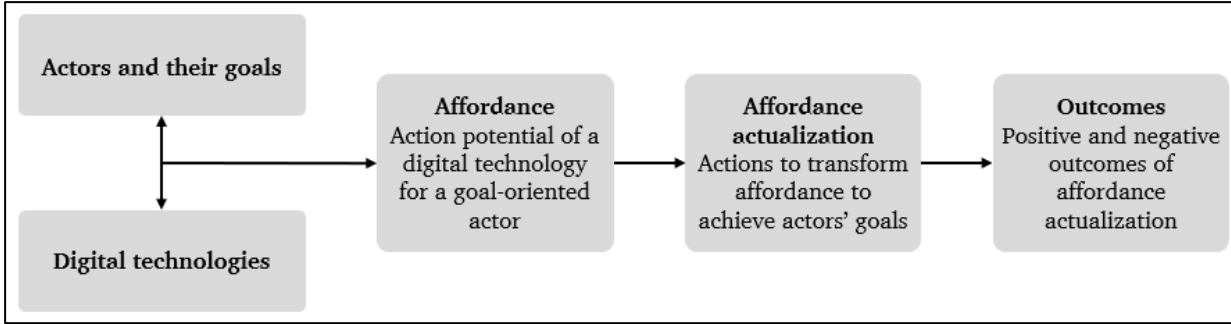 Actors and their goals
Digital technologies
Affordance
Action potential of a
digital technology
for a goal-oriented
actor
Affordance
actualization
Actions to transform
affordance to
achieve actors’ goals
Outcomes
Positive and negative
outcomes of
affordance
actualization